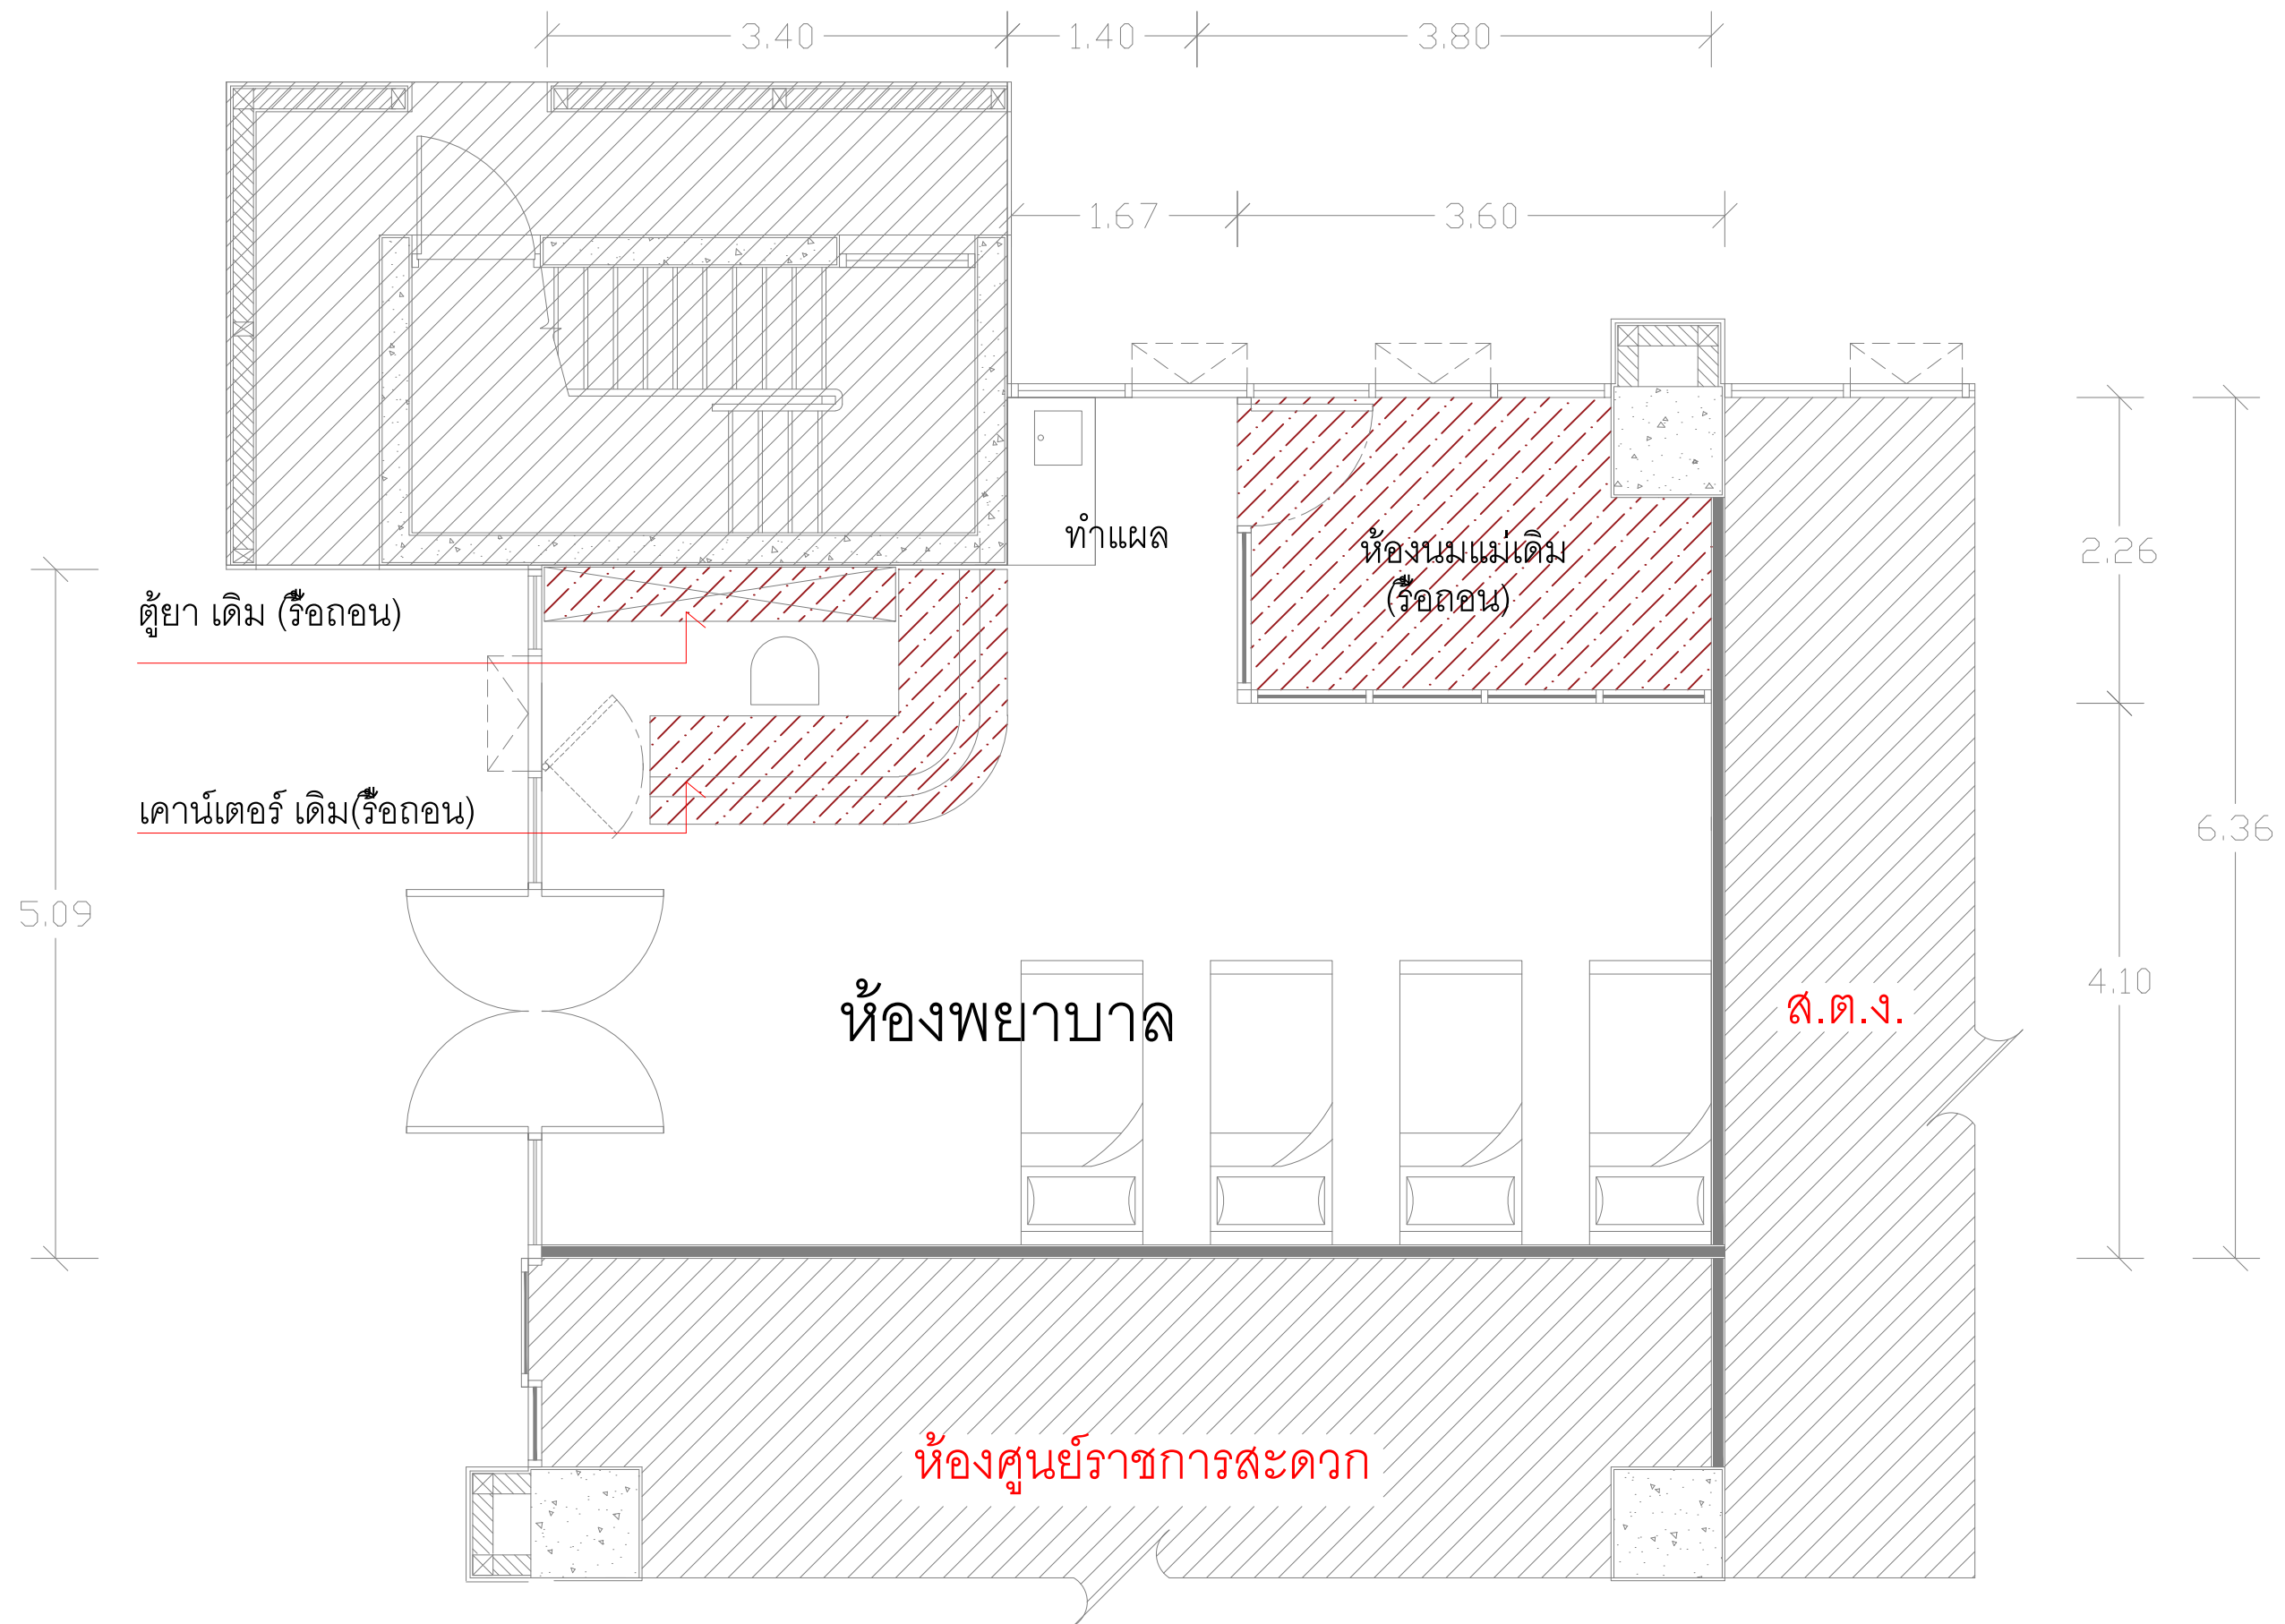 3.40
1.40
3.80
1.67
3.60
ทำแผล
ห้องนมแม่เดิม
(รื้อถอน)
2.26
ตู้ยา เดิม (รื้อถอน)
เคาน์เตอร์ เดิม(รื้อถอน)
6.36
5.09
4.10
ห้องพยาบาล
ส.ต.ง.
ห้องศูนย์ราชการสะดวก